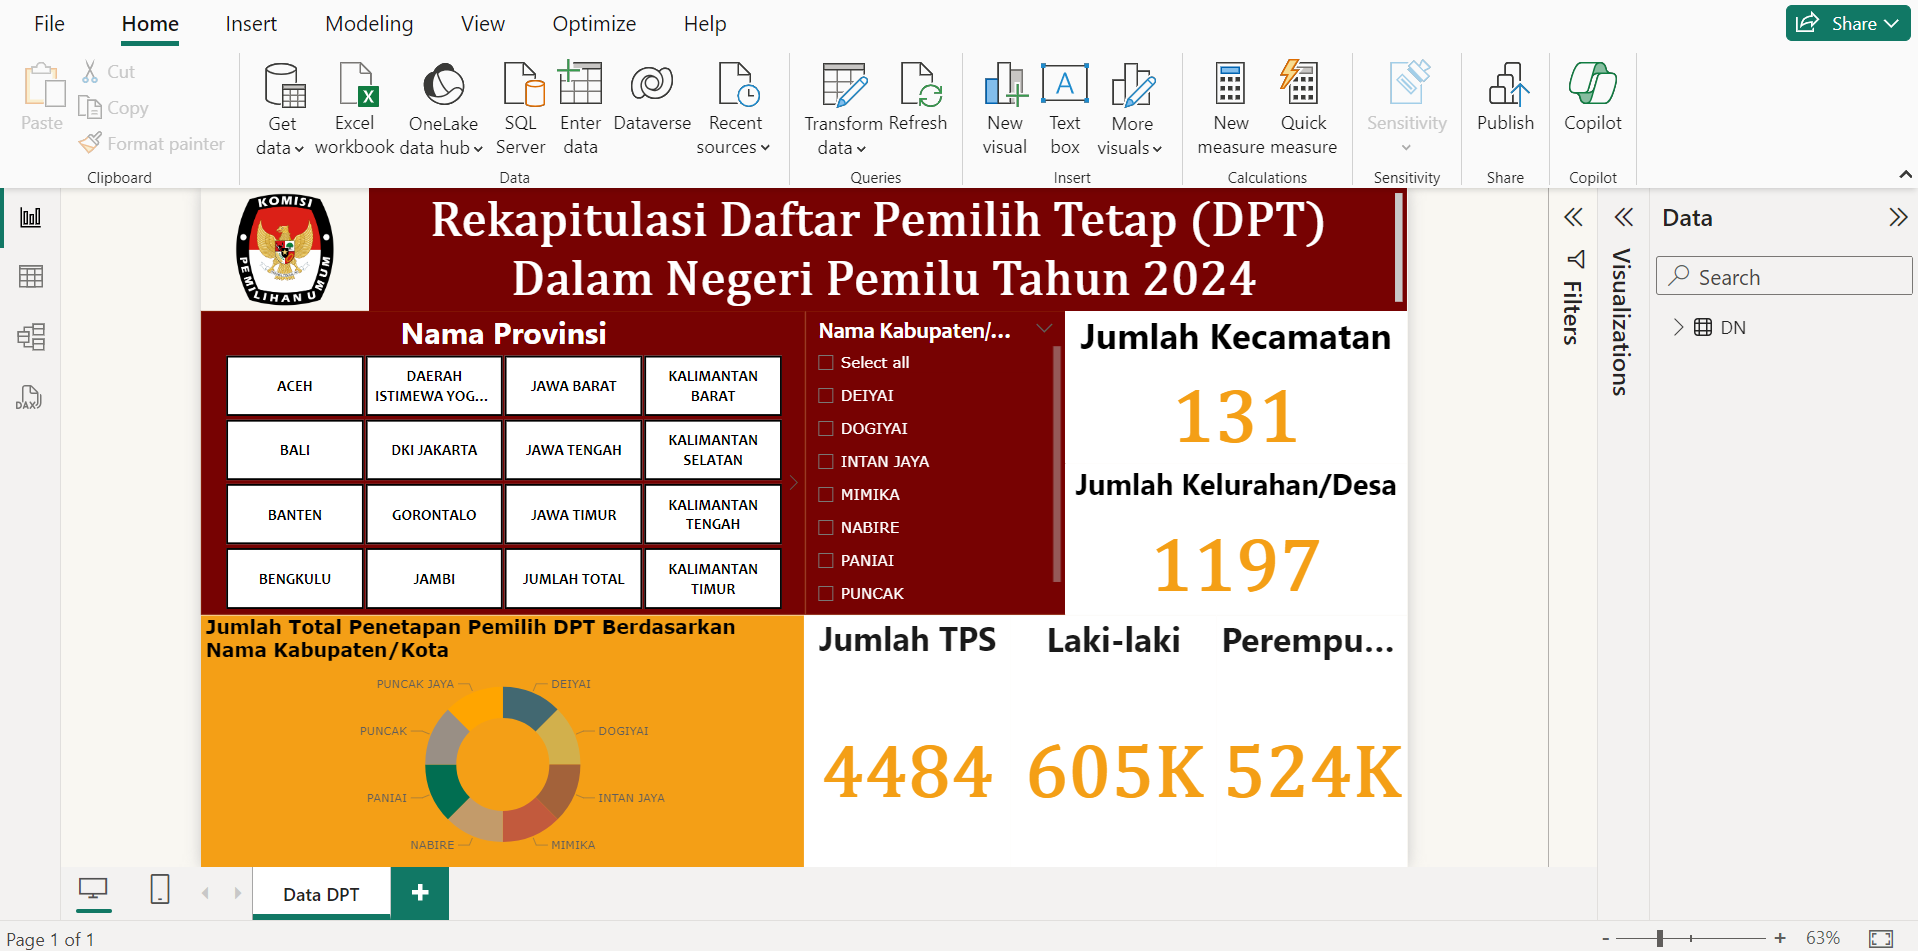 File Home Insert Modeling View Optimize Help
Share
Paste
Cut
Copy
Format painter
Clipboard
Get
data
Excel
workbook
OneLake
data hub
SQL
Server
Enter
data
Dataverse
Recent
sources
Data
Transform
data
Refresh
Queries
New
visual
A
Text
box
More
visuals
Insert
New
measure
Quick
measure
Calculations
Sensitivity
Sensitivity
Publish
Share
Copilot
Copilot
DAX
KOMISI
PEMILIHAN UMUM
Rekapitulasi Daftar Pemilih Tetap (DPT)
Dalam Negeri Pemilu Tahun 2024
Nama Provinsi
ACEH
DAERAH
ISTIMEWA YOG...
JAWA BARAT
KALIMANTAN
BARAT
BALI
DKI JAKARTA
JAWA TENGAH
KALIMANTAN
SELATAN
BANTEN
GORONTALO
JAWA TIMUR
KALIMANTAN
TENGAH
BENGKULU
JAMBI
JUMLAH TOTAL
KALIMANTAN
TIMUR
Nama Kabupaten/...
Select all
DEIYAI
DOGIYAI
INTAN JAYA
MIMIKA
NABIRE
PANIAI
PUNCAK
Jumlah Kecamatan
131
Jumlah Kelurahan/Desa
1197
Jumlah Total Penetapan Pemilih DPT Berdasarkan
Nama Kabupaten/Kota
PUNCAK JAYA
DEIYAI
PUNCAK
DOGIYAI
PANIAI
INTAN JAYA
NABIRE
MIMIKA
Jumlah TPS
4484
Laki-laki
605K
Perempu...
524K
Filters
Visualizations
Data
Search
DN
Data DPT
+
Page 1 of 1
- + 63%